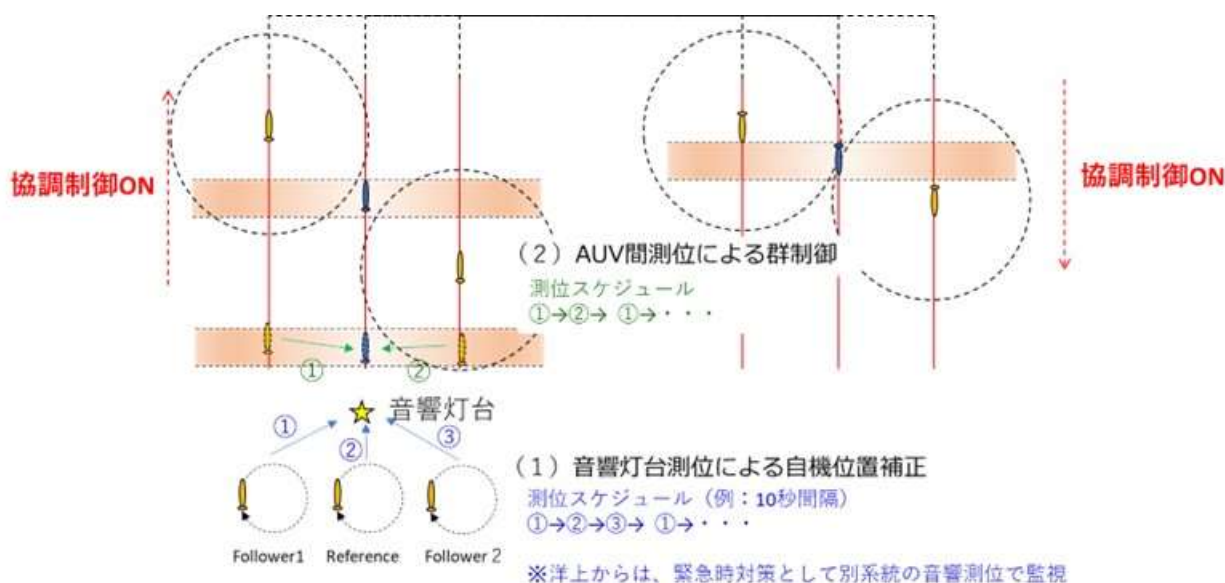 協調制御ON
協調制御ON
（2）AUV間測位による群制御
測位スケジュール
①→②→ ①→・・・
①
②
音響灯台
①
②
③
（1）音響灯台測位による自機位置補正
測位スケジュール（例：10秒間隔）
①→②→③→ ①→・・・
Follower1
Reference
Follower 2
※洋上からは、緊急時対策として別系統の音響測位で監視